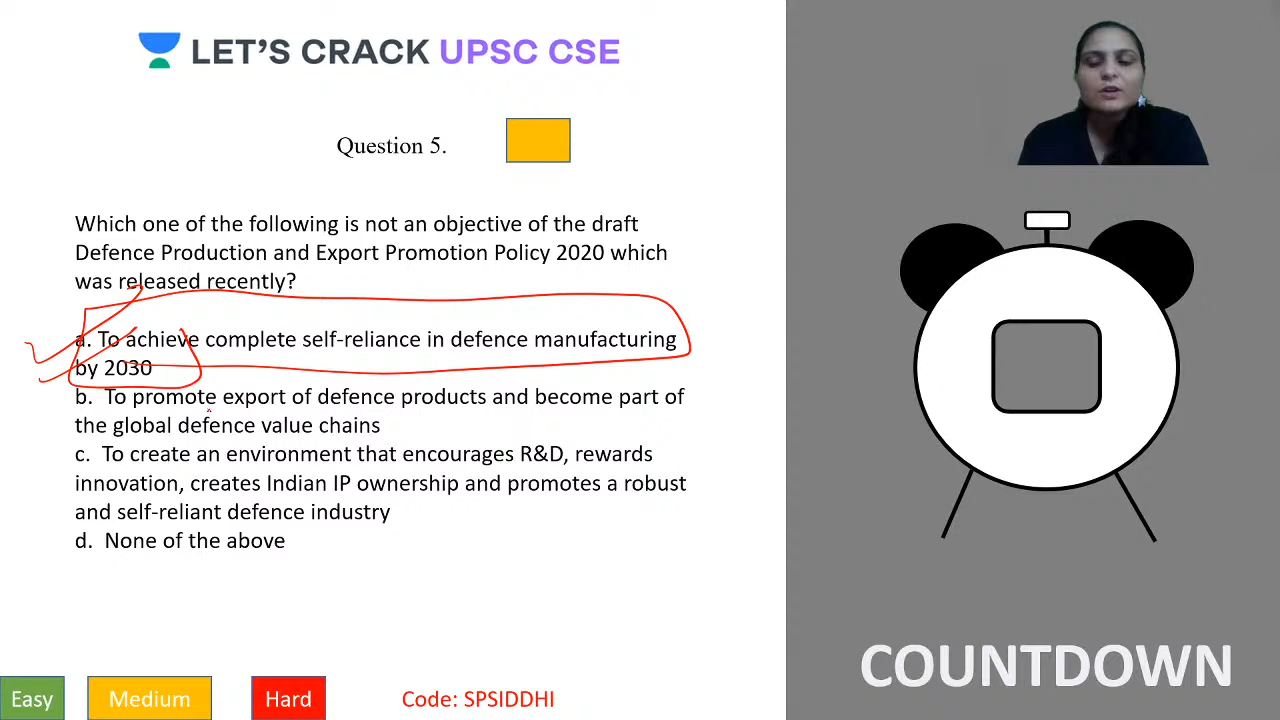 LET'S CRACK UPSC CSE
Question 5.
Which one of the following is not an objective of the draft
Defence Production and Export Promotion Policy 2020 which
was released recently?
a. To achieve complete self-reliance in defence manufacturing
by 2030
b. To promote export of defence products and become part of
the global defence value chains
c. To create an environment that encourages R&D, rewards
innovation, creates Indian IP ownership and promotes a robust
and self-reliant defence industry
d. None of the above
Easy
Medium
Hard
Code: SPSIDDHI
COUNTDOWN